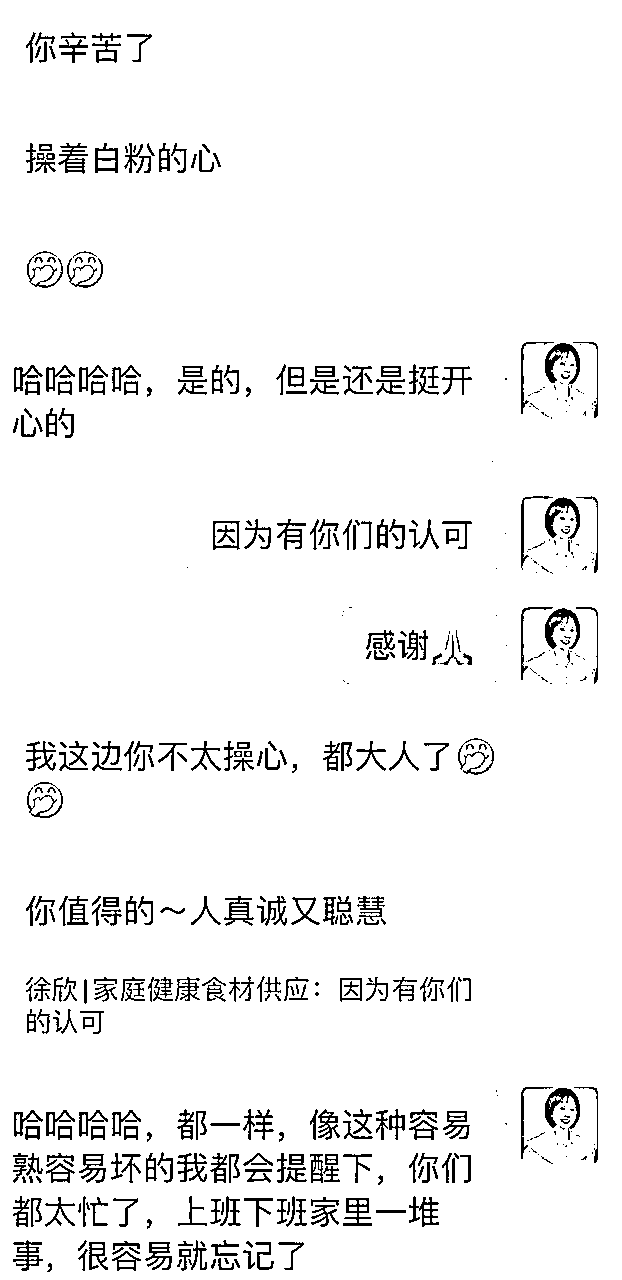 你辛苦了
操着白粉的心
🤭🤭
哈哈哈哈，是的，但是还是挺开
心的
因为有你们的认可
感谢🙏
我这边你不太操心，都大人了🤭
🤭
你值得的～人真诚又聪慧
徐欣|家庭健康食材供应：因为有你们
的认可
哈哈哈哈，都一样，像这种容易
熟容易坏的我都会提醒下，你们
都太忙了，上班下班家里一堆
事，很容易就忘记了